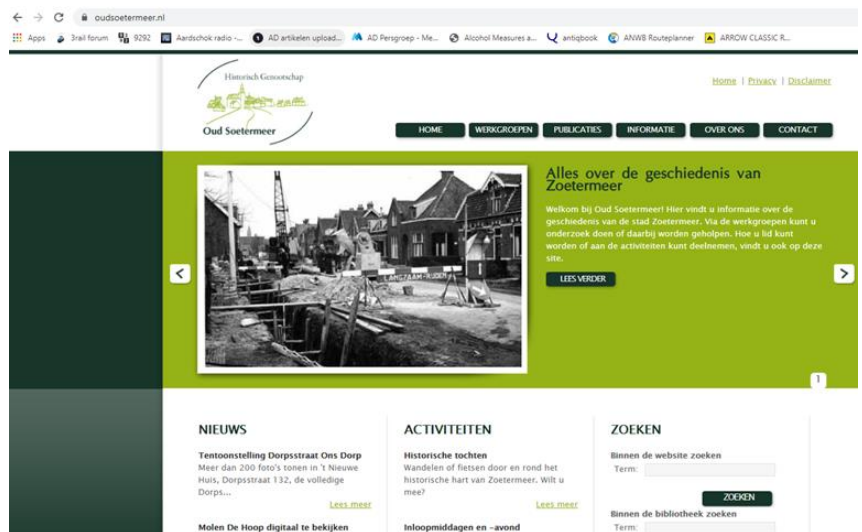 oudsoetermeer.nl
Apps 3rail forum 9292 Aardschok radio -... AD artikelen upload... AD Persgroep - Me... Alcohol Measures a... antiqbook ANWB Routeplanner ARROW CLASSIC R...
Historisch Genootschap
Oud Soetermeer
Home | Privacy | Disclaimer
HOME WERKGROEPEN PUBLICATIES INFORMATIE OVER ONS CONTACT
LANGZAAM-RIJDEN
Alles over de geschiedenis van
Zoetermeer
Welkom bij Oud Soetermeer! Hier vindt u informatie over de
geschiedenis van de stad Zoetermeer. Via de werkgroepen kunt u
onderzoek doen of daarbij worden geholpen. Hoe u lid kunt
worden of aan de activiteiten kunt deelnemen, vindt u ook op deze
site.
LEES VERDER
1
NIEUWS
Tentoonstelling Dorpsstraat Ons Dorp
Meer dan 200 foto's tonen in 't Nieuwe
Huis, Dorpsstraat 132, de volledige
Dorps...
Lees meer
Molen De Hoop digitaal te bekijken
ACTIVITEITEN
Historische tochten
Wandelen of fietsen door en rond het
historische hart van Zoetermeer. Wilt u
mee?
Lees meer
Inloopmiddagen en -avond
ZOEKEN
Binnen de website zoeken
Term:
ZOEKEN
Binnen de bibliotheek zoeken
Term: